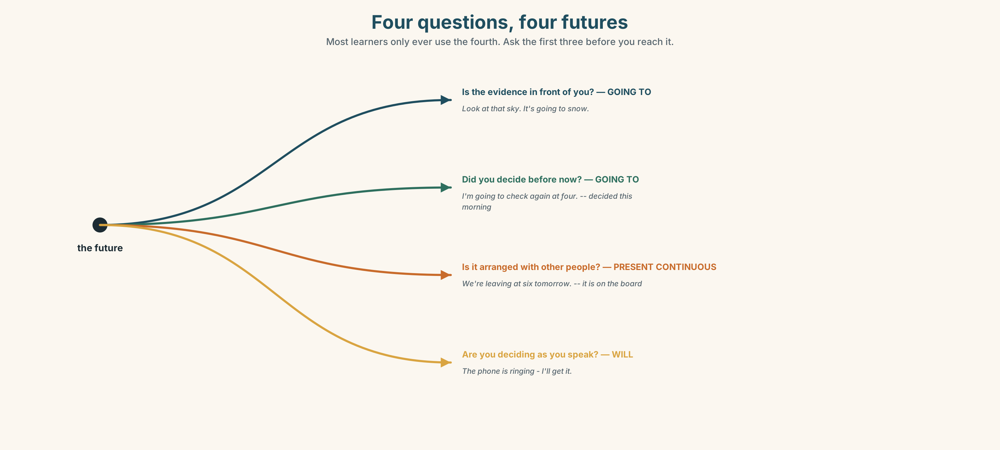 Four questions, four futures
Most learners only ever use the fourth. Ask the first three before you reach it.
Is the evidence in front of you? — GOING TO
Look at that sky. It's going to snow.
Did you decide before now? — GOING TO
I'm going to check again at four. -- decided this
morning
the future
Is it arranged with other people? — PRESENT CONTINUOUS
We're leaving at six tomorrow. -- it is on the board
Are you deciding as you speak? — WILL
The phone is ringing - I'll get it.